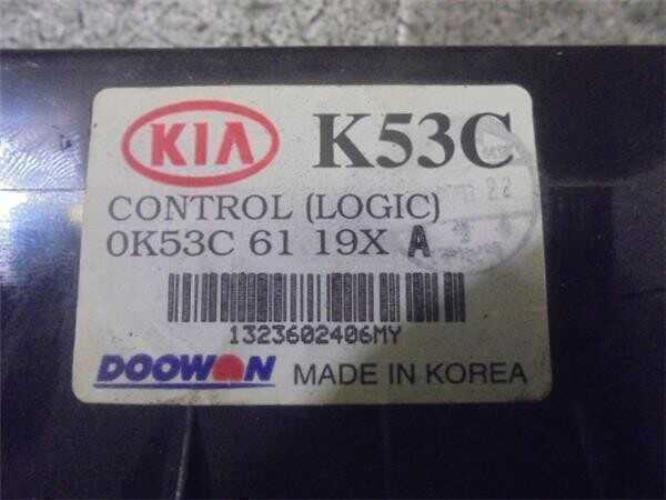 KIA K53C
CONTROL (LOGIC)
0K53C 61 19X A
1323602406MY
DOOWON MADE IN KOREA